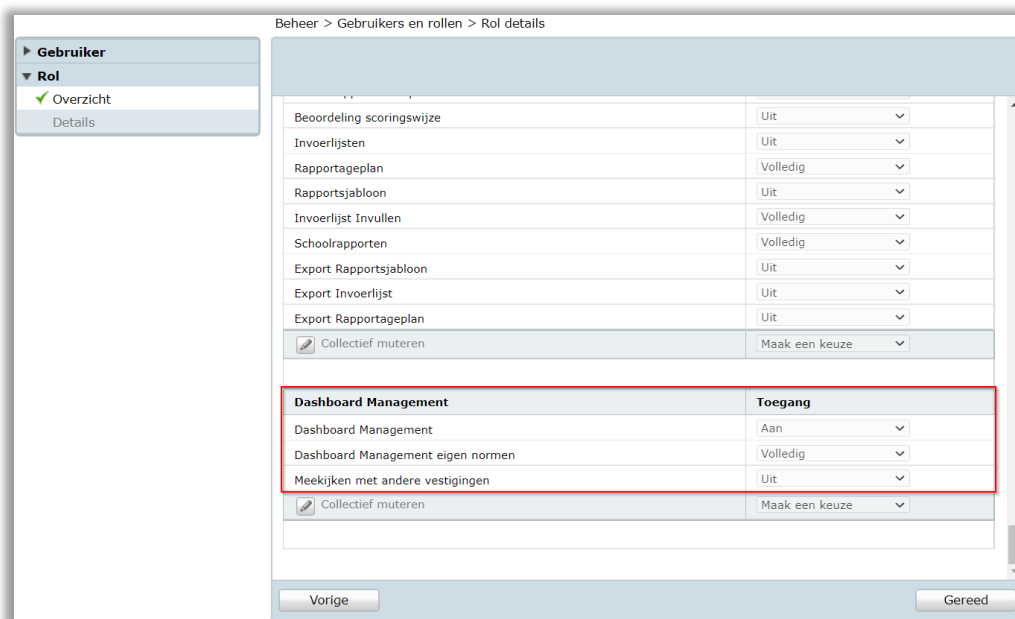 Beheer > Gebruikers en rollen > Rol details
Gebruiker
Rol
Overzicht
Details
Beoordeling scoringswijze Uit
Invoerlijsten Uit
Rapportageplan Volledig
Rapportsjabloon Uit
Invoerlijst Invullen Volledig
Schoolrapporten Volledig
Export Rapportsjabloon Uit
Export Invoerlijst Uit
Export Rapportageplan Uit
Collectief muteren Maak een keuze
Dashboard Management Toegang
Dashboard Management Aan
Dashboard Management eigen normen Volledig
Meekijken met andere vestigingen Uit
Collectief muteren Maak een keuze
Vorige Gereed